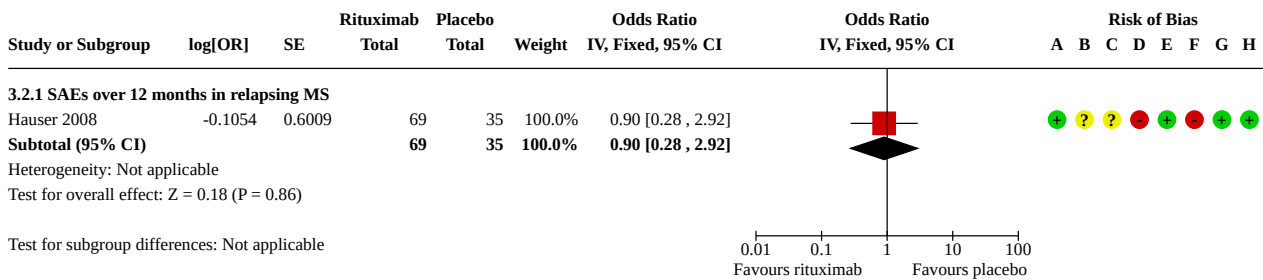 Rituximab Placebo Odds Ratio Odds Ratio Risk of Bias
Study or Subgroup log[OR] SE Total Total Weight IV, Fixed, 95% CI IV, Fixed, 95% CI A B C D E F G H
3.2.1 SAEs over 12 months in relapsing MS
Hauser 2008 -0.1054 0.6009 69 35 100.0% 0.90 [0.28 , 2.92] + ? ? - + - + +
Subtotal (95% CI) 69 35 100.0% 0.90 [0.28 , 2.92]
Heterogeneity: Not applicable
Test for overall effect: Z = 0.18 (P = 0.86)
Test for subgroup differences: Not applicable
0.01 0.1 1 10 100
Favours rituximab Favours placebo